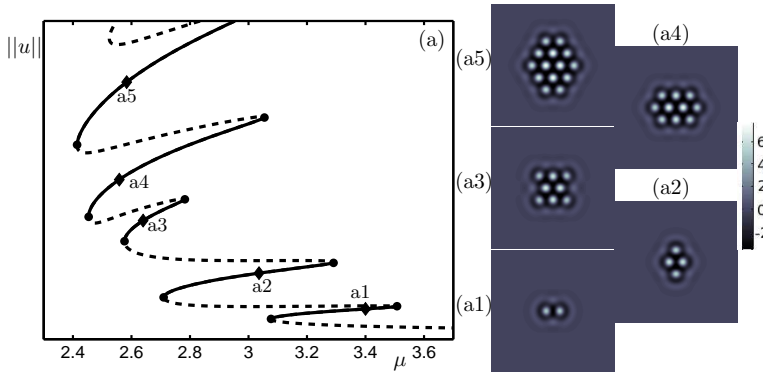 ||u||
(a)
a5
a4
a3
a2
a1
2.4 2.6 2.8 3 3.2 3.4 3.6
μ
(a5)
(a4)
(a3)
(a2)
(a1)
6
4
2
0
-2